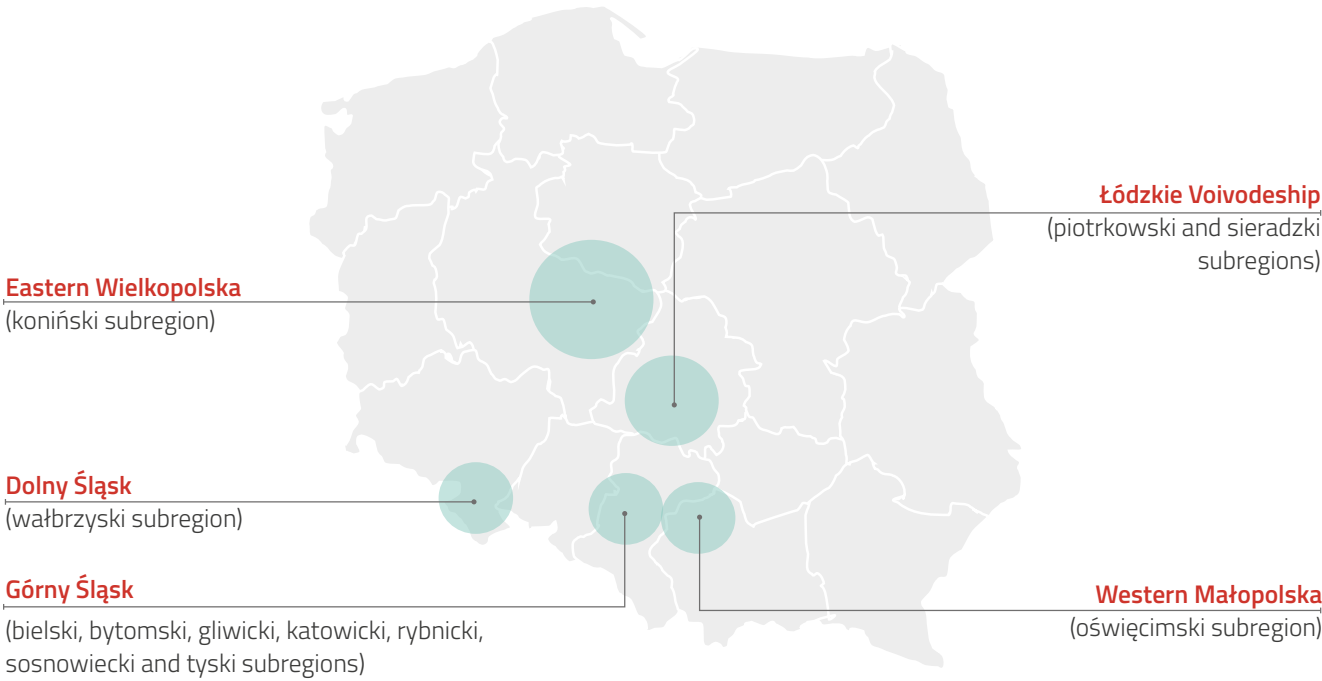 Łódzkie Voivodeship
(piotrkowski and sieradzki
subregions)
Eastern Wielkopolska
(koniński subregion)
Dolny Śląsk
(wałbrzyski subregion)
Górny Śląsk
(bielski, bytomski, gliwicki, katowicki, rybnicki,
sosnowiecki and tyski subregions)
Western Małopolska
(oświęcimski subregion)